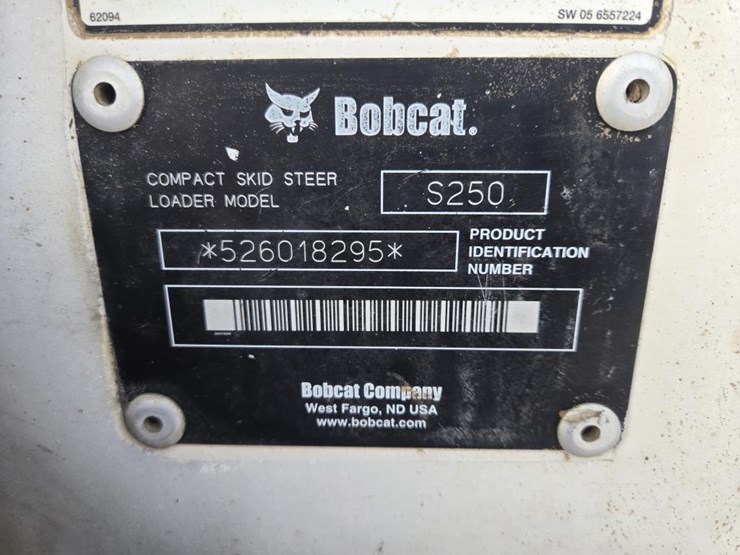 62094 SW 05 6557224
Bobcat.
COMPACT SKID STEER
LOADER MODEL
S250
*526018295*
PRODUCT
IDENTIFICATION
NUMBER
Bobcat Company
West Fargo, ND USA
www.bobcat.com